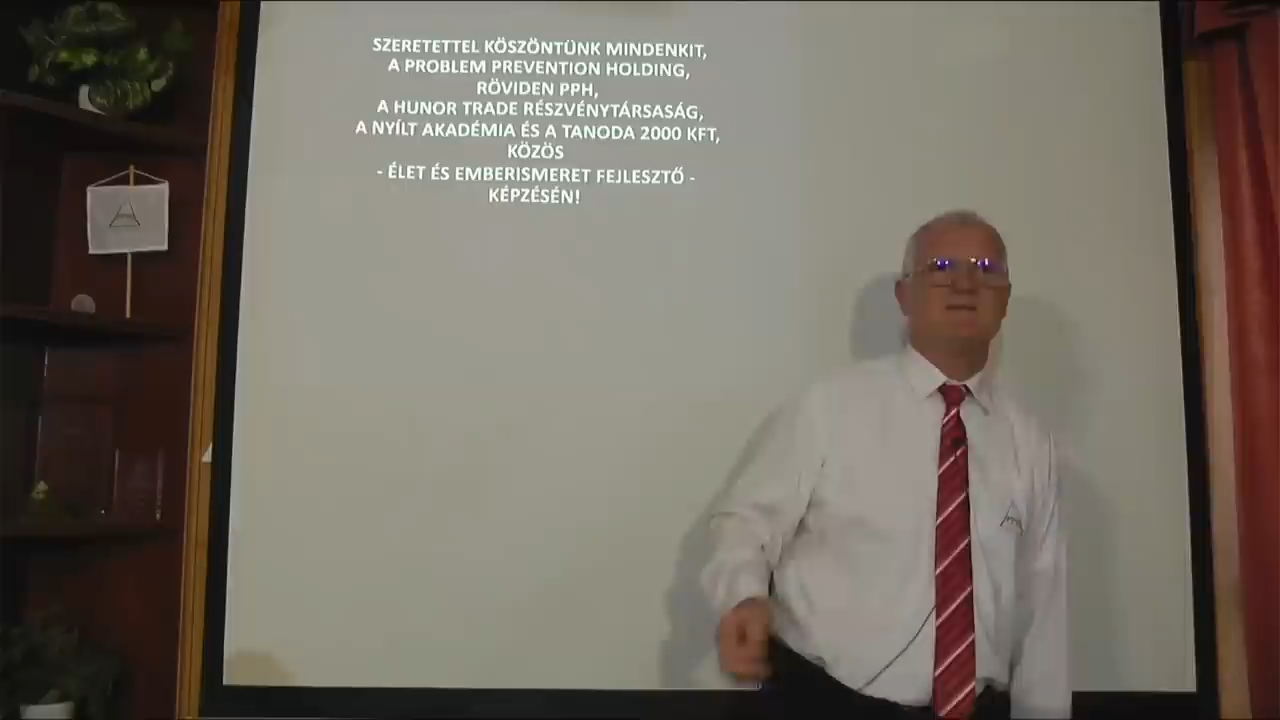 SZERETETTEL KÖSZÖNTÜNK MINDENKIT,
A PROBLEM PREVENTION HOLDING,
RÖVIDEN PPH,
A HUNOR TRADE RÉSZVÉNYTÁRSASÁG,
A NYÍLT AKADÉMIA ÉS A TANODA 2000 KFT,
KÖZÖS
- ÉLET ÉS EMBERISMERET FEJLESZTŐ -
KÉPZÉSÉN!